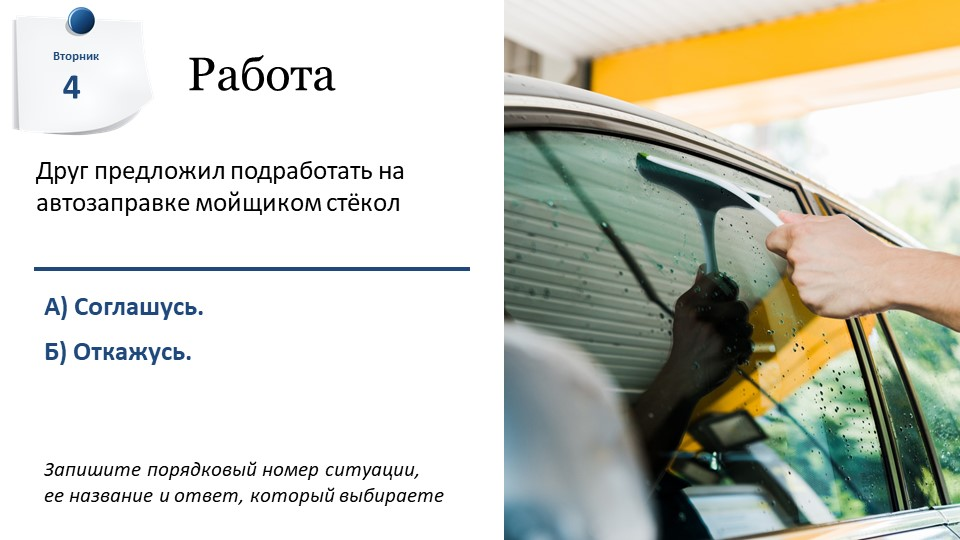 Вторник
4
Работа
Друг предложил подработать на
автозаправке мойщиком стёкол
А) Соглашусь.
Б) Откажусь.
Запишите порядковый номер ситуации,
ее название и ответ, который выбираете